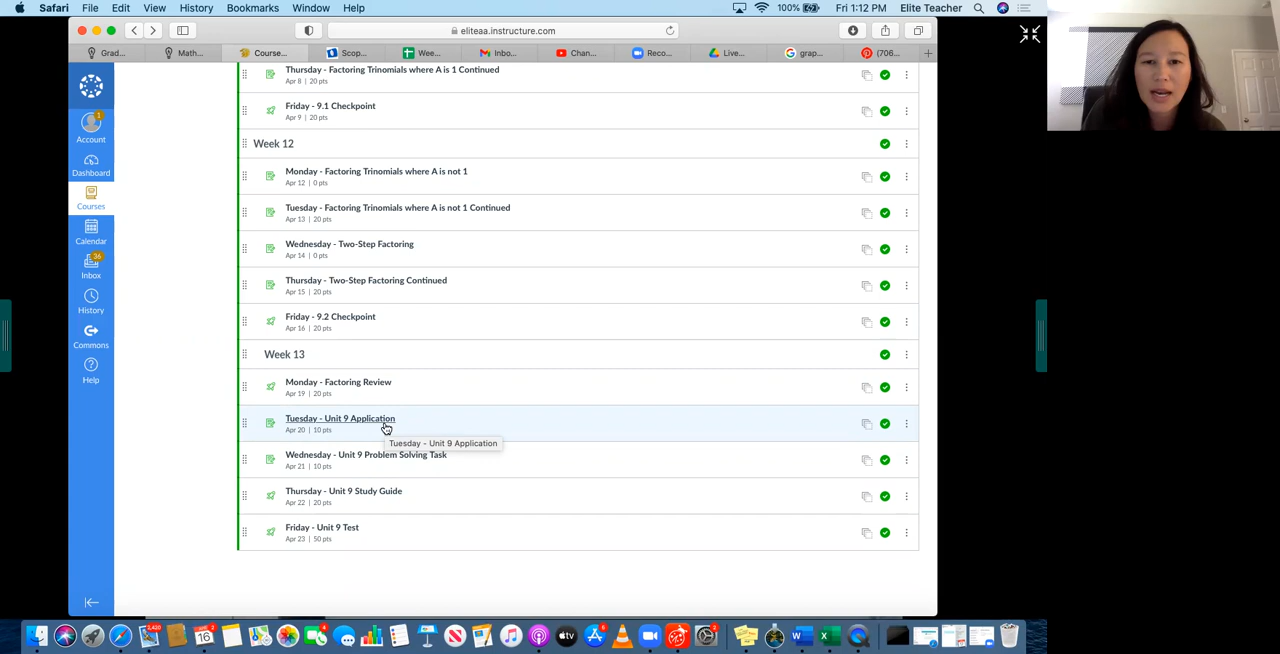 Safari File Edit View History Bookmarks Window Help 100% Fri 1:12 PM Elite Teacher
eliteaa.instructure.com
Grad... Math... Course... Scop... Wee... Inbo... Chan... Reco... Live... grap... (706...
Thursday - Factoring Trinomials where A is 1 Continued
Apr 8 | 20 pts
Friday - 9.1 Checkpoint
Apr 9 | 20 pts
Week 12
Monday - Factoring Trinomials where A is not 1
Apr 12 | 0 pts
Tuesday - Factoring Trinomials where A is not 1 Continued
Apr 13 | 20 pts
Wednesday - Two-Step Factoring
Apr 14 | 0 pts
Thursday - Two-Step Factoring Continued
Apr 15 | 20 pts
Friday - 9.2 Checkpoint
Apr 16 | 20 pts
Week 13
Monday - Factoring Review
Apr 19 | 20 pts
Tuesday - Unit 9 Application
Apr 20 | 10 pts
Tuesday - Unit 9 Application
Wednesday - Unit 9 Problem Solving Task
Apr 21 | 10 pts
Thursday - Unit 9 Study Guide
Apr 22 | 20 pts
Friday - Unit 9 Test
Apr 23 | 50 pts
1
Account
Dashboard
Courses
Calendar
36
Inbox
History
Commons
Help